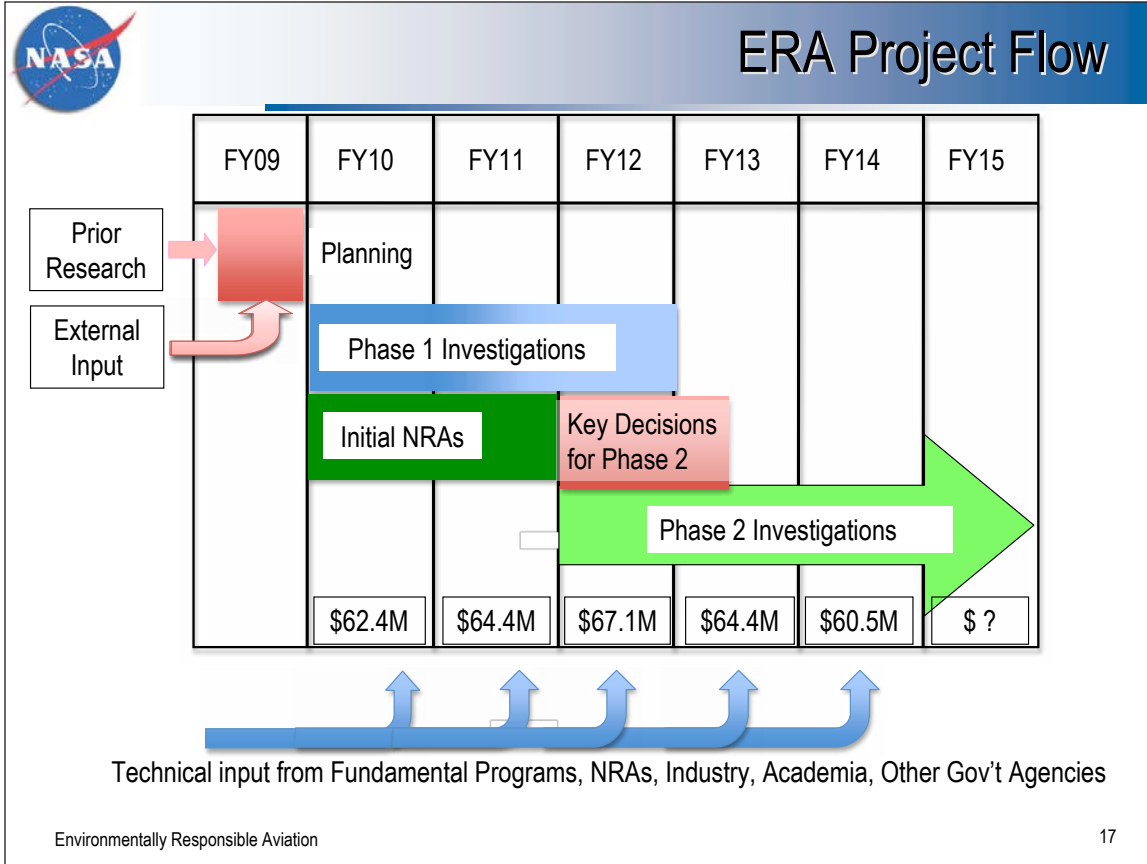 NASA
ERA Project Flow
FY09 FY10 FY11 FY12 FY13 FY14 FY15
Prior
Research
Planning
External
Input
Phase 1 Investigations
Initial NRAs
Key Decisions
for Phase 2
Phase 2 Investigations
$62.4M $64.4M $67.1M $64.4M $60.5M $ ?
Technical input from Fundamental Programs, NRAs, Industry, Academia, Other Gov’t Agencies
Environmentally Responsible Aviation
17